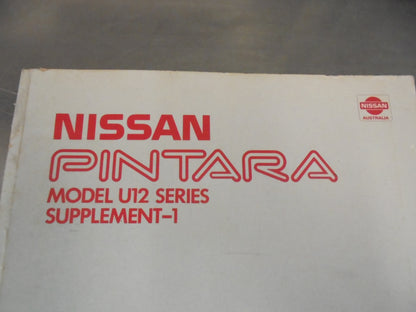 NISSAN
AUSTRALIA
NISSAN
PINTARA
MODEL U12 SERIES
SUPPLEMENT-1